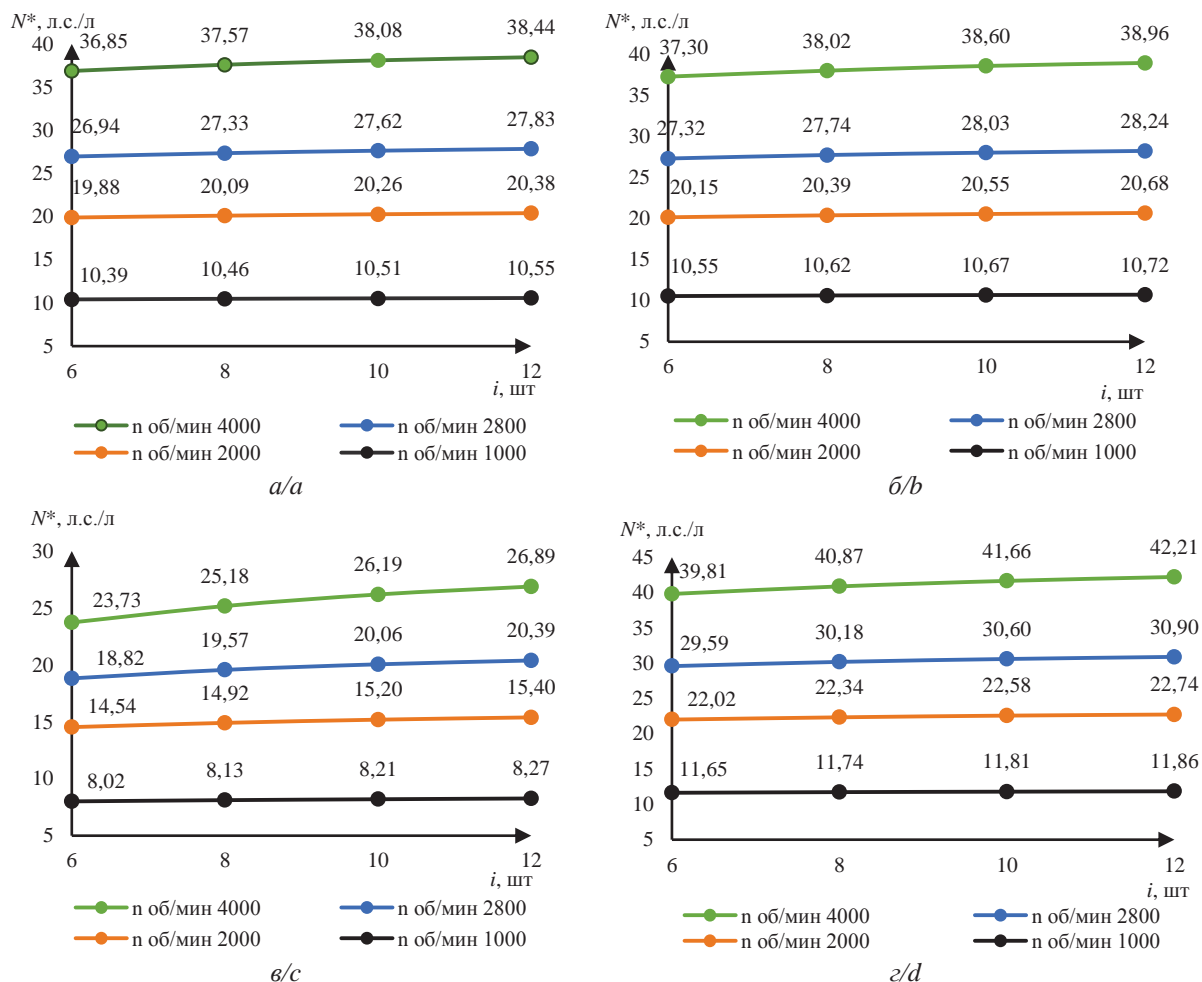 N*, л.с./л
40
35
30
25
20
15
10
5
36,85 37,57 38,08 38,44
26,94 27,33 27,62 27,83
19,88 20,09 20,26 20,38
10,39 10,46 10,51 10,55
6 8 10 12
i, шт
n об/мин 4000 n об/мин 2800
n об/мин 2000 n об/мин 1000
а/a
N*, л.с./л
40
35
30
25
20
15
10
5
37,30 38,02 38,60 38,96
27,32 27,74 28,03 28,24
20,15 20,39 20,55 20,68
10,55 10,62 10,67 10,72
6 8 10 12
i, шт
n об/мин 4000 n об/мин 2800
n об/мин 2000 n об/мин 1000
б/b
N*, л.с./л
30
25
20
15
10
5
23,73 25,18 26,19 26,89
18,82 19,57 20,06 20,39
14,54 14,92 15,20 15,40
8,02 8,13 8,21 8,27
6 8 10 12
i, шт
n об/мин 4000 n об/мин 2800
n об/мин 2000 n об/мин 1000
в/c
N*, л.с./л
45
40
35
30
25
20
15
10
5
39,81 40,87 41,66 42,21
29,59 30,18 30,60 30,90
22,02 22,34 22,58 22,74
11,65 11,74 11,81 11,86
6 8 10 12
i, шт
n об/мин 4000 n об/мин 2800
n об/мин 2000 n об/мин 1000
г/d